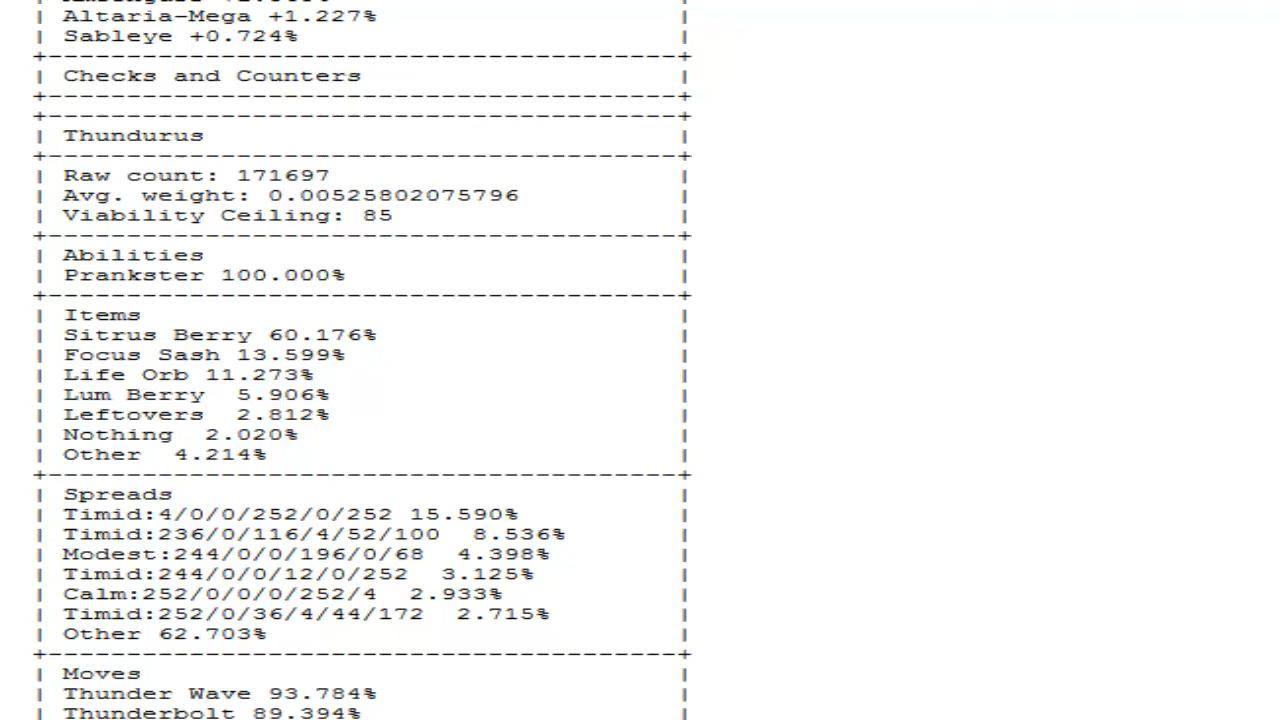 | Altaria-Mega +1.227% |
| Sableye +0.724% |
+----------------------------------------+
| Checks and Counters |
+----------------------------------------+
+----------------------------------------+
| Thundurus |
+----------------------------------------+
| Raw count: 171697 |
| Avg. weight: 0.00525802075796 |
| Viability Ceiling: 85 |
+----------------------------------------+
| Abilities |
| Prankster 100.000% |
+----------------------------------------+
| Items |
| Sitrus Berry 60.176% |
| Focus Sash 13.599% |
| Life Orb 11.273% |
| Lum Berry  5.906% |
| Leftovers  2.812% |
| Nothing  2.020% |
| Other  4.214% |
+----------------------------------------+
| Spreads |
| Timid:4/0/0/252/0/252 15.590% |
| Timid:236/0/116/4/52/100  8.536% |
| Modest:244/0/0/196/0/68  4.398% |
| Timid:244/0/0/12/0/252  3.125% |
| Calm:252/0/0/0/252/4  2.933% |
| Timid:252/0/36/4/44/172  2.715% |
| Other 62.703% |
+----------------------------------------+
| Moves |
| Thunder Wave 93.784% |
| Thunderbolt 89.394% |